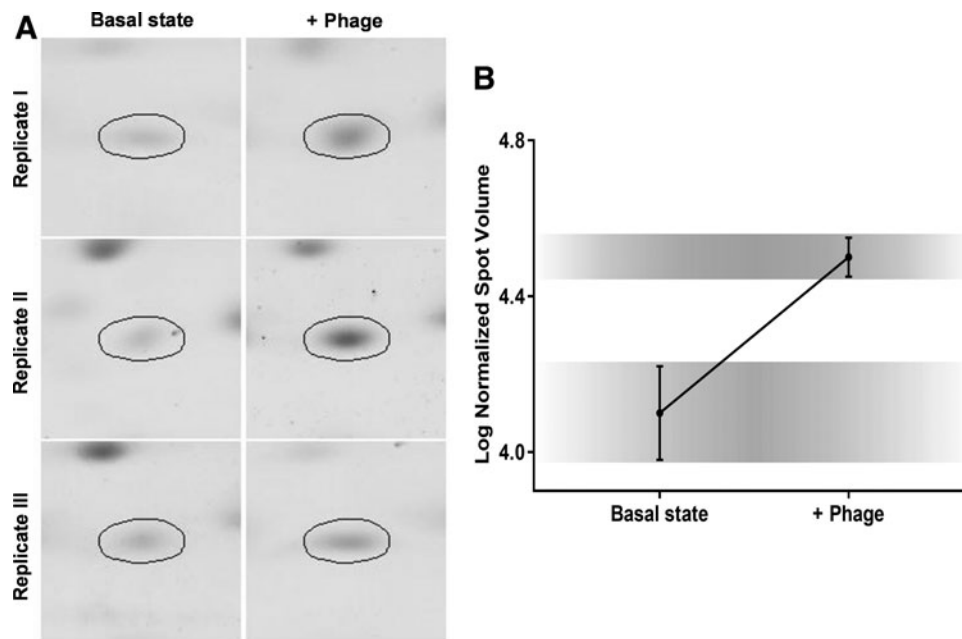 A
Basal state
+ Phage
Replicate I
Replicate II
Replicate III
B
Log Normalized Spot Volume
4.8
4.4
4.0
Basal state
+ Phage